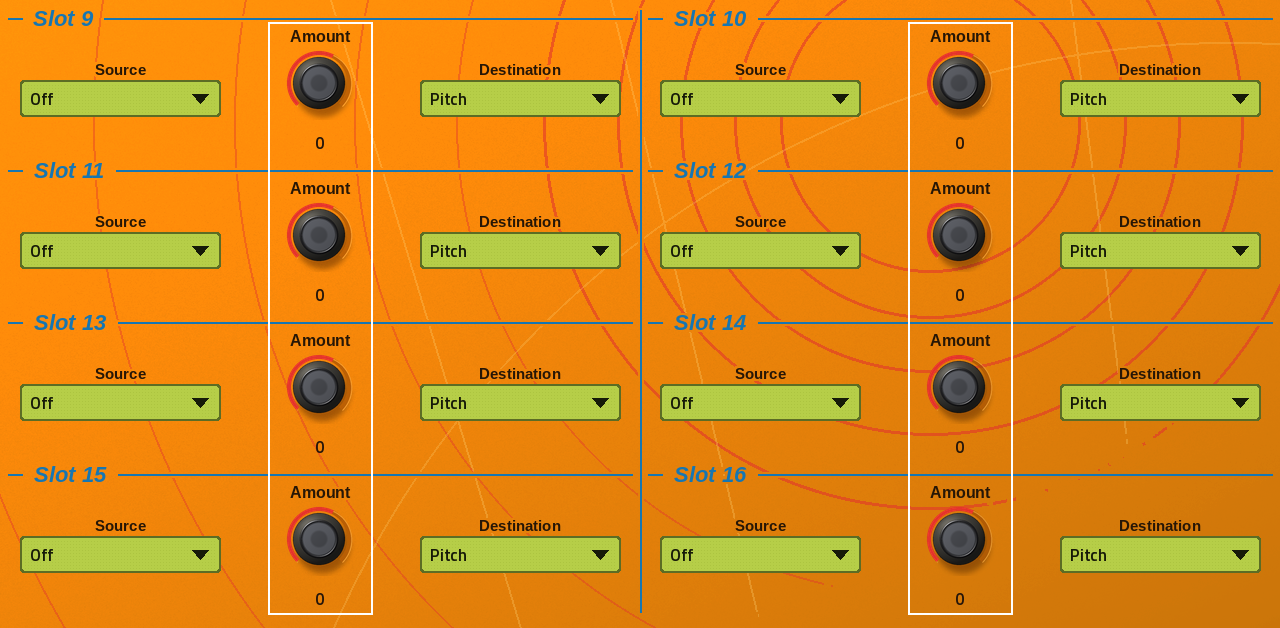 Slot 9
Amount
Source
Destination
Off
Pitch
0
Slot 10
Amount
Source
Destination
Off
Pitch
0
Slot 11
Amount
Source
Destination
Off
Pitch
0
Slot 12
Amount
Source
Destination
Off
Pitch
0
Slot 13
Amount
Source
Destination
Off
Pitch
0
Slot 14
Amount
Source
Destination
Off
Pitch
0
Slot 15
Amount
Source
Destination
Off
Pitch
0
Slot 16
Amount
Source
Destination
Off
Pitch
0